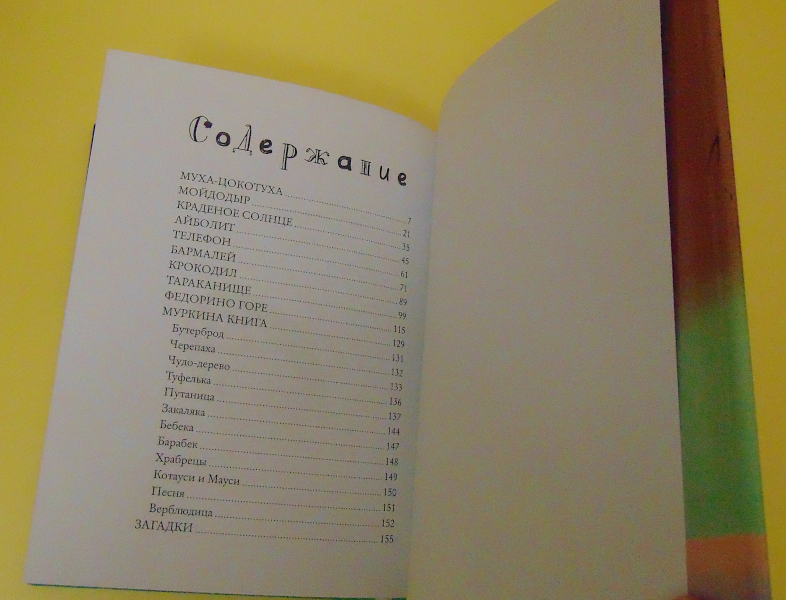 Содержание
МУХА-ЦОКОТУХА 7
МОЙДОДЫР 21
КРАДЕНОЕ СОЛНЦЕ 35
АЙБОЛИТ 45
ТЕЛЕФОН 61
БАРМАЛЕЙ 71
КРОКОДИЛ 89
ТАРАКАНИЩЕ 99
ФЕДОРИНО ГОРЕ 115
МУРКИНА КНИГА 129
Бутерброд 131
Черепаха 132
Чудо-дерево 133
Туфелька 136
Путаница 137
Закаляка 144
Бебека 147
Барабек 148
Храбрецы 149
Котауси и Мауси 150
Песня 151
Верблюдица 152
ЗАГАДКИ 155